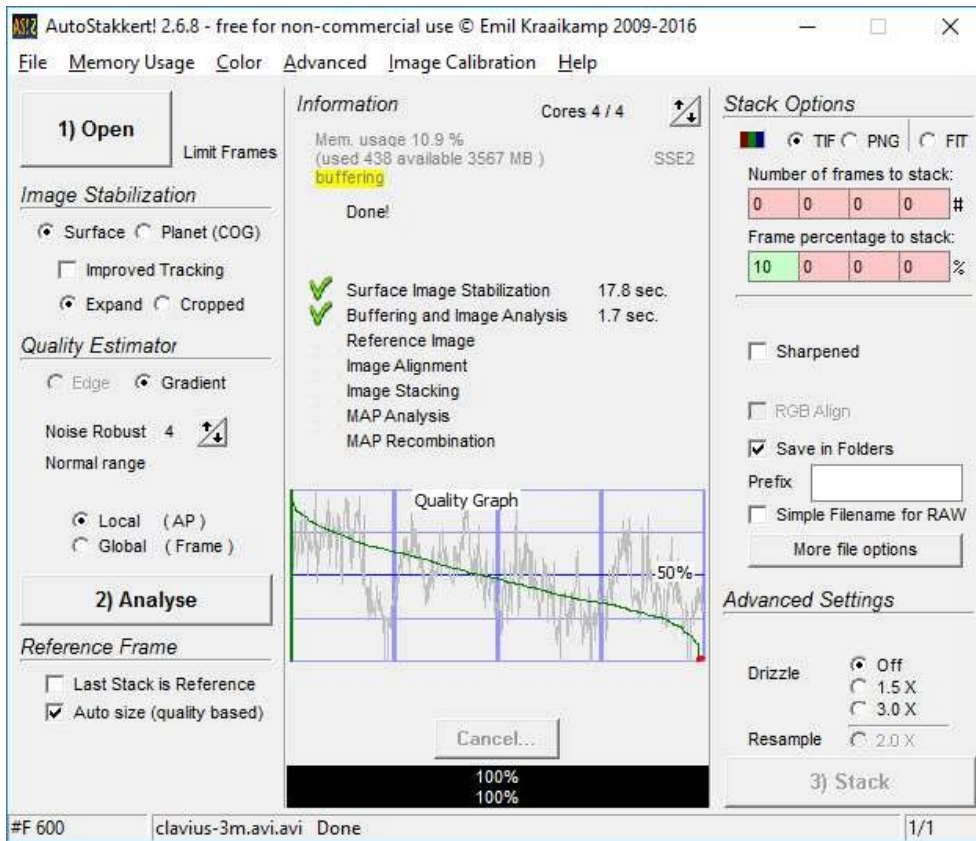 AS!2 AutoStakkert! 2.6.8 - free for non-commercial use © Emil Kraaikamp 2009-2016
File Memory Usage Color Advanced Image Calibration Help
1) Open
Limit Frames
Image Stabilization
Surface Planet (COG)
Improved Tracking
Expand Cropped
Quality Estimator
Edge Gradient
Noise Robust 4
Normal range
Local (AP)
Global (Frame)
2) Analyse
Reference Frame
Last Stack is Reference
Auto size (quality based)
Information
Cores 4 / 4
Mem. usage 10.9 %
(used 438 available 3567 MB ) SSE2
buffering
Done!
Surface Image Stabilization 17.8 sec.
Buffering and Image Analysis 1.7 sec.
Reference Image
Image Alignment
Image Stacking
MAP Analysis
MAP Recombination
Quality Graph
50%
Cancel...
100%
100%
Stack Options
TIF PNG FIT
Number of frames to stack:
0 0 0 0 #
Frame percentage to stack:
10 0 0 0 %
Sharpened
RGB Align
Save in Folders
Prefix
Simple Filename for RAW
More file options
Advanced Settings
Drizzle
Off
1.5 X
3.0 X
Resample 2.0 X
3) Stack
#F 600 clavius-3m.avi.avi Done 1/1